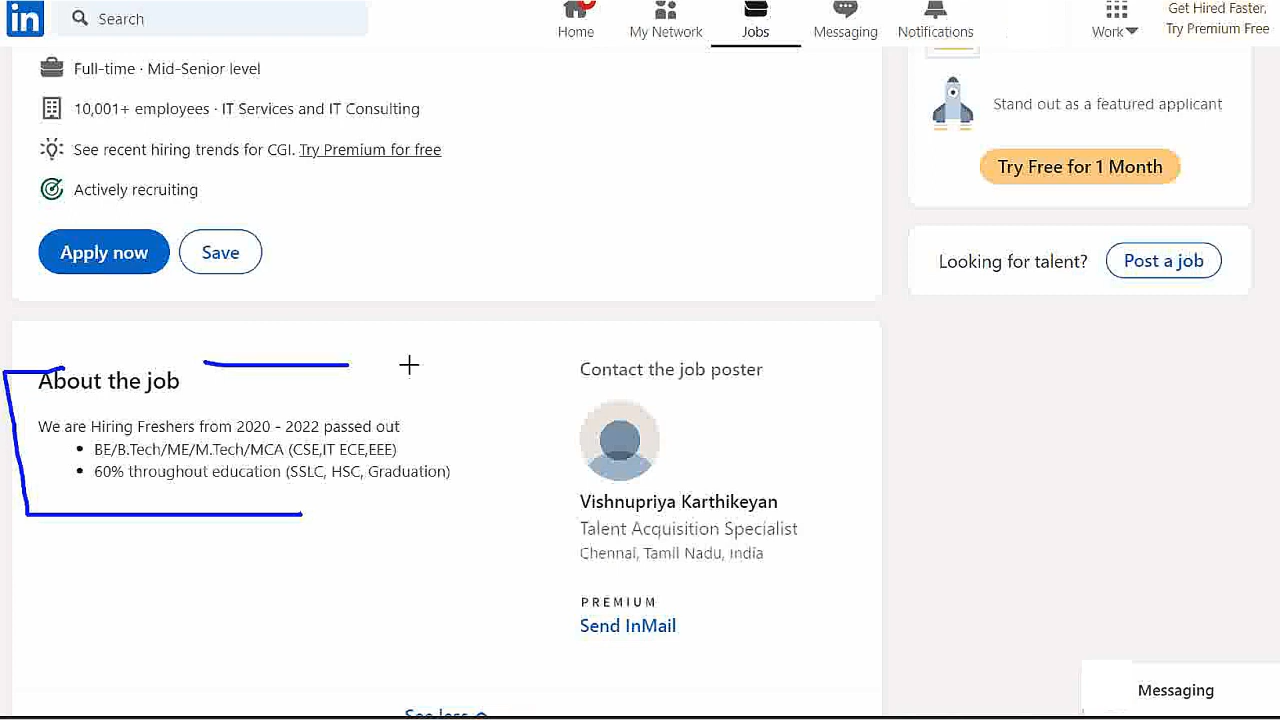 in
Search
Home
My Network
Jobs
Messaging
Notifications
Work
Get Hired Faster,
Try Premium Free
Full-time · Mid-Senior level
10,001+ employees · IT Services and IT Consulting
See recent hiring trends for CGI. Try Premium for free
Actively recruiting
Apply now
Save
Stand out as a featured applicant
Try Free for 1 Month
Looking for talent?
Post a job
About the job
We are Hiring Freshers from 2020 - 2022 passed out
• BE/B.Tech/ME/M.Tech/MCA (CSE,IT ECE,EEE)
• 60% throughout education (SSLC, HSC, Graduation)
Contact the job poster
Vishnupriya Karthikeyan
Talent Acquisition Specialist
Chennai, Tamil Nadu, India
PREMIUM
Send InMail
See less
Messaging